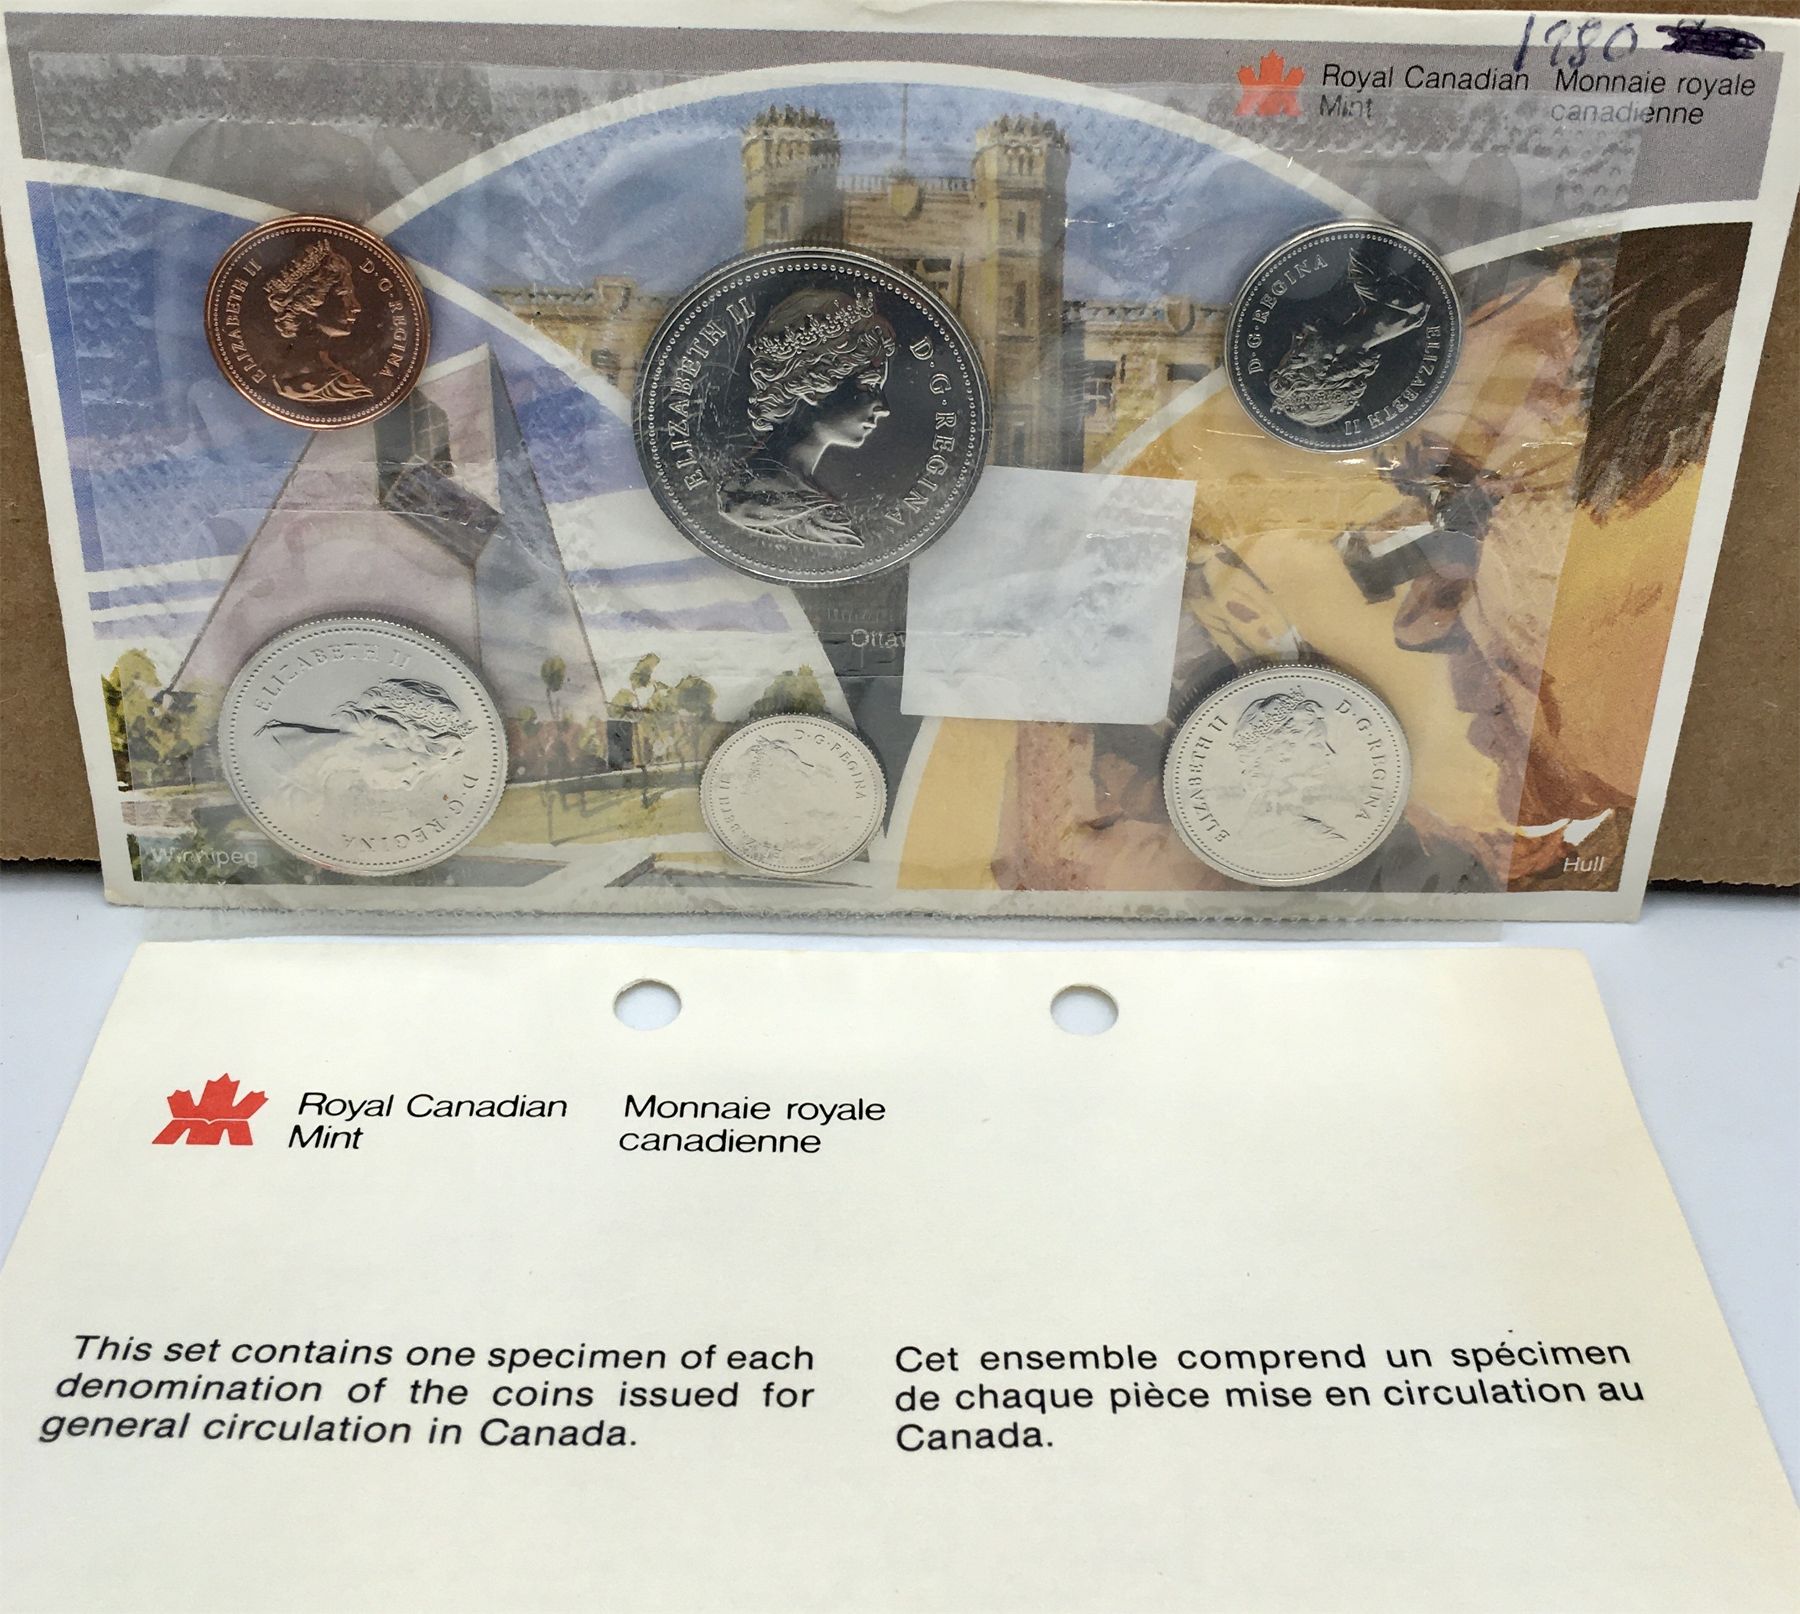 1980
Royal Canadian Monnaie royale
Mint canadienne
ELIZABETH II D·G·REGINA
ELIZABETH II D·G·REGINA
ELIZABETH II D·G·REGINA
Ottaw
ELIZABETH II D·G·REGINA
ELIZABETH II D·G·REGINA
ELIZABETH II D·G·REGINA
Winnipeg
Hull
Royal Canadian Monnaie royale
Mint canadienne
This set contains one specimen of each
denomination of the coins issued for
general circulation in Canada.
Cet ensemble comprend un spécimen
de chaque pièce mise en circulation au
Canada.